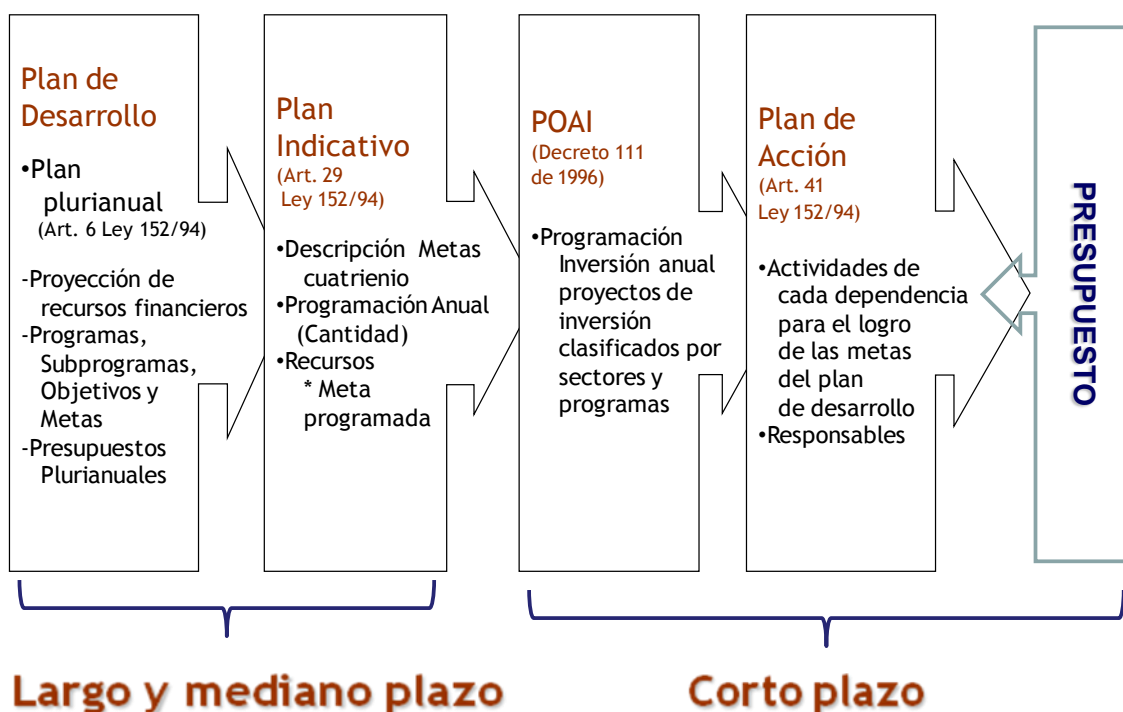 Plan de
Desarrollo
•Plan
plurianual
(Art. 6 Ley 152/94)
-Proyección de
recursos financieros
-Programas,
Subprogramas,
Objetivos y
Metas
-Presupuestos
Plurianuales
Plan
Indicativo
(Art. 29
Ley 152/94)
•Descripción Metas
cuatrienio
•Programación Anual
(Cantidad)
•Recursos
* Meta
programada
POAI
(Decreto 111
de 1996)
•Programación
Inversión anual
proyectos de
inversión
clasificados por
sectores y
programas
Plan de
Acción
(Art. 41
Ley 152/94)
•Actividades de
cada dependencia
para el logro
de las metas
del plan
de desarrollo
•Responsables
PRESUPUESTO
Largo y mediano plazo
Corto plazo